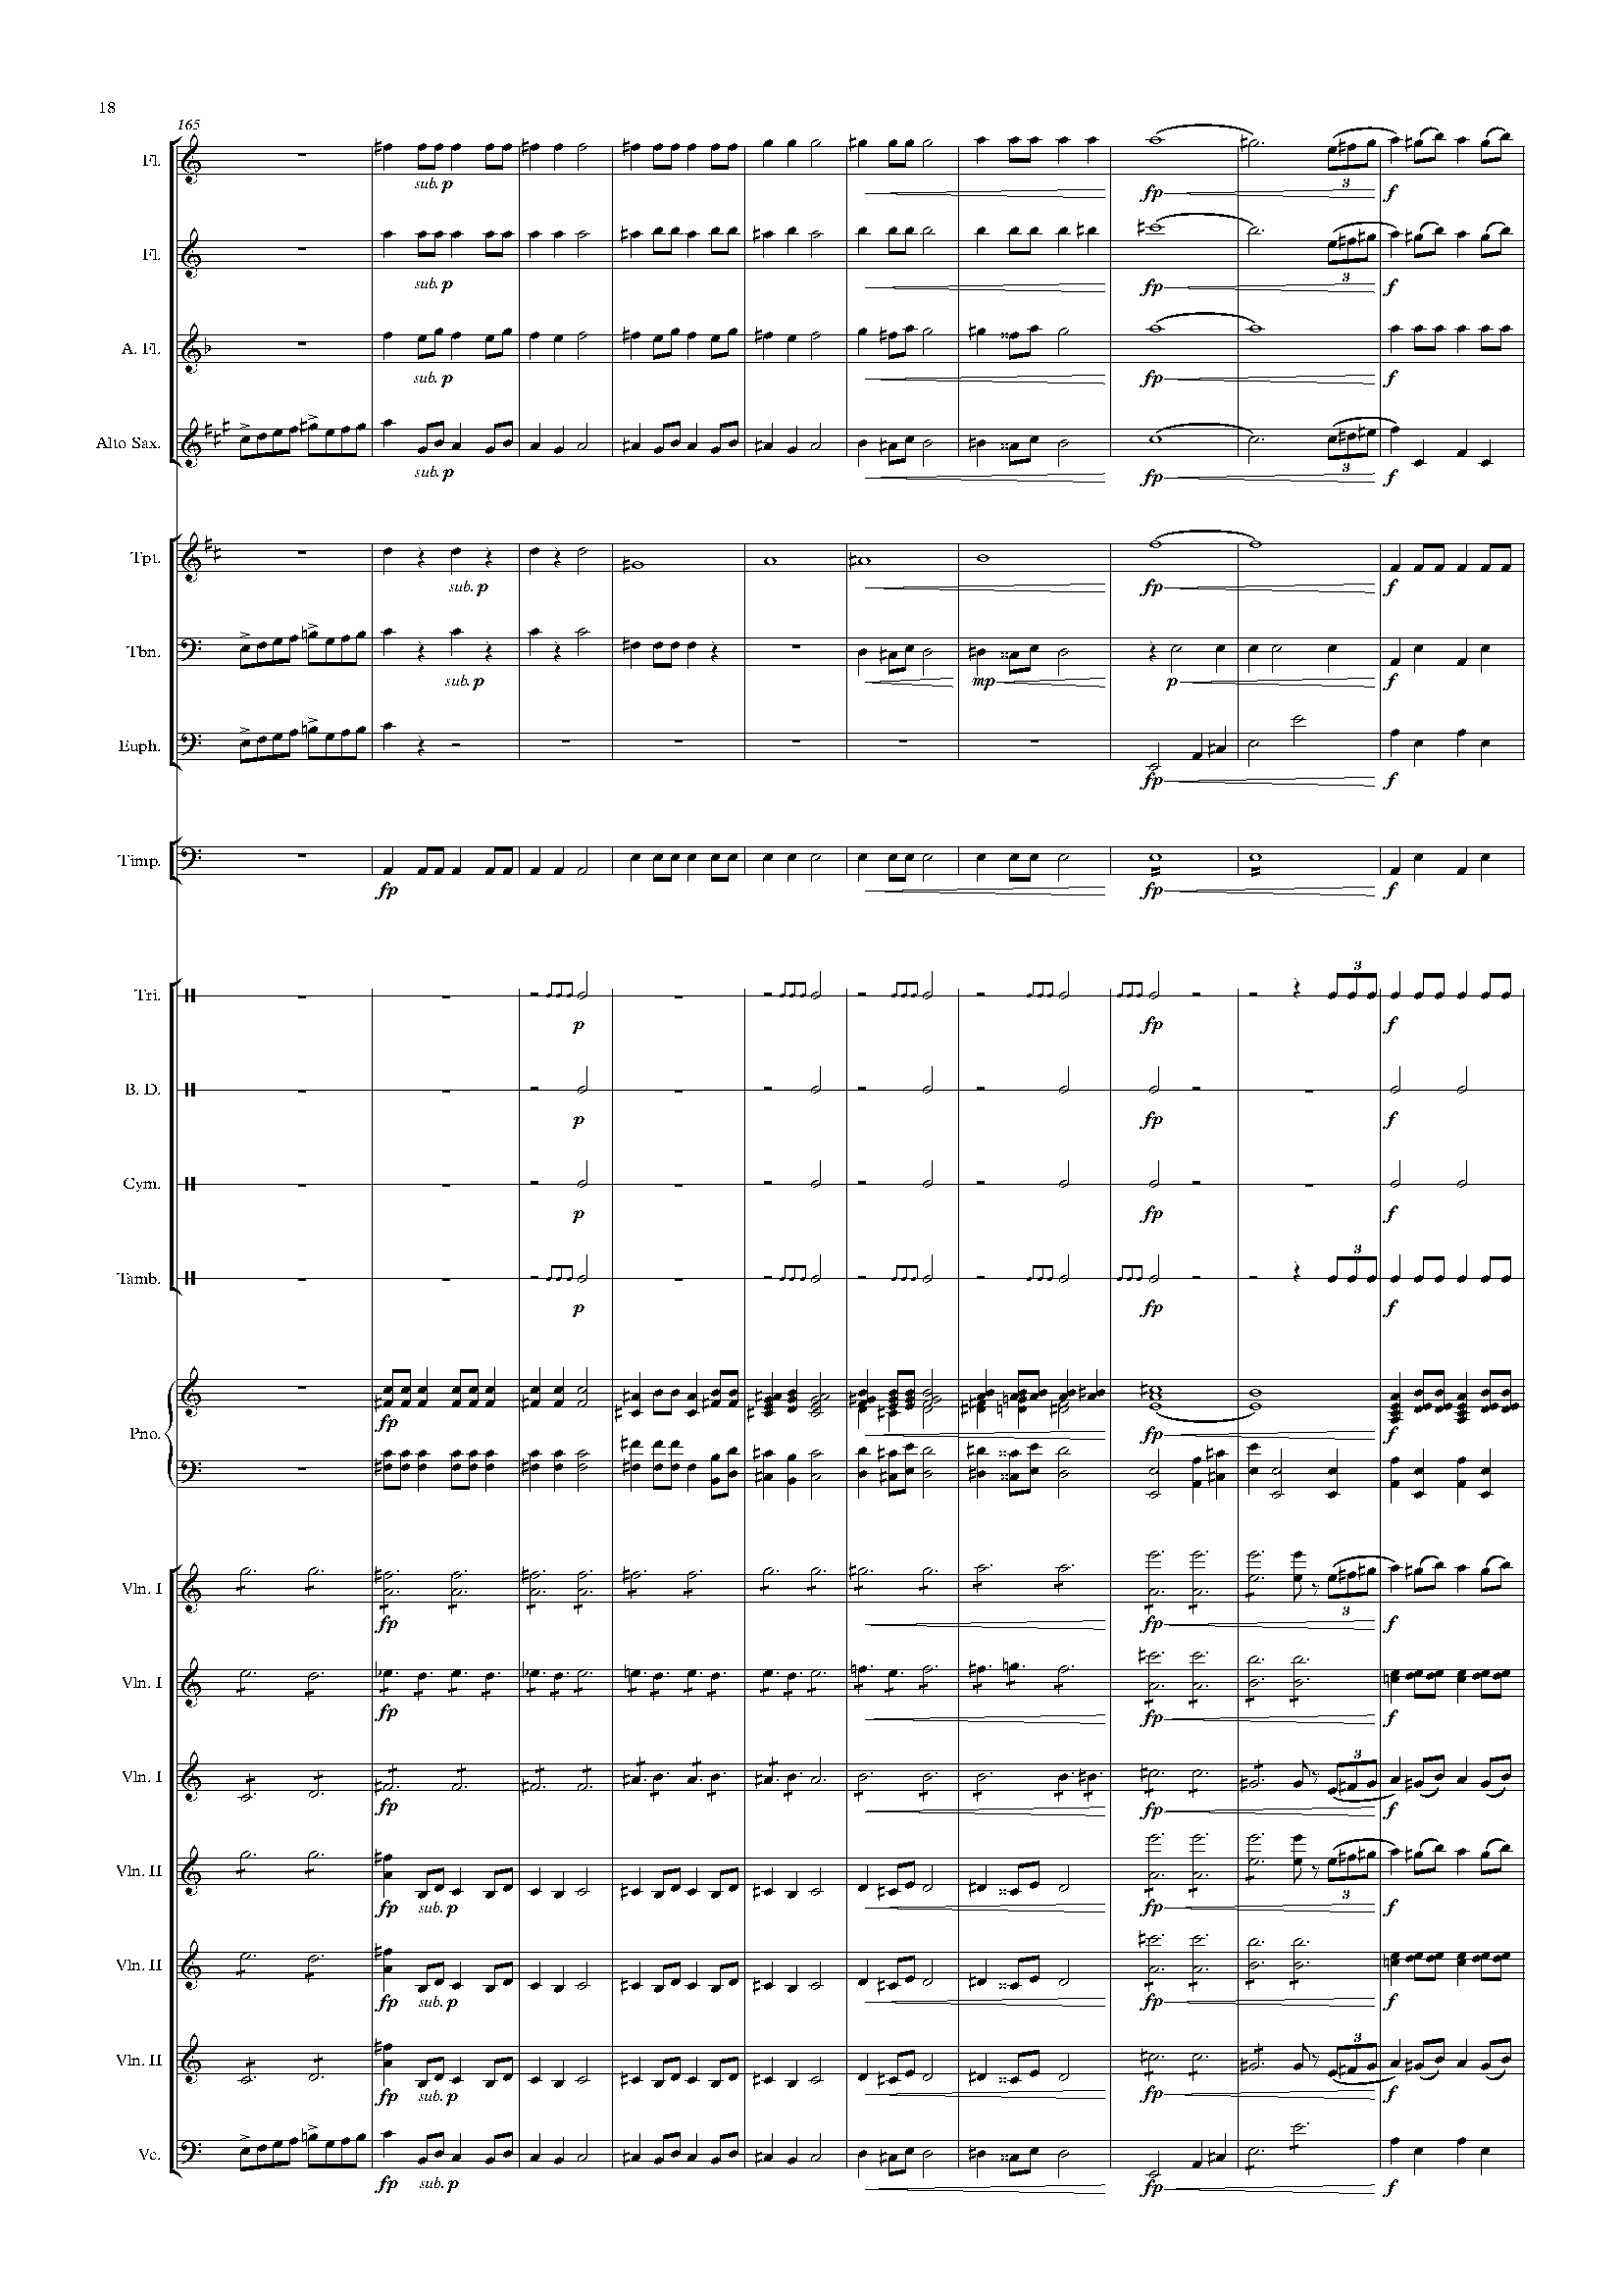 18
165
Fl.
sub. p
fp
3
f
Fl.
sub. p
fp
3
f
A. Fl.
sub. p
fp
f
Alto Sax.
sub. p
fp
3
f
Tpt.
sub. p
fp
f
Tbn.
sub. p
mp
p
f
Euph.
fp
f
Timp.
fp
fp
f
3
Tri.
p
fp
f
B. D.
p
fp
f
Cym.
p
fp
f
3
Tamb.
p
fp
f
Pno.
fp
fp
f
Vln. I
fp
fp
3
f
Vln. I
fp
fp
f
Vln. I
3
fp
fp
f
Vln. II
fp sub. p
fp
3
f
Vln. II
fp sub. p
fp
f
Vln. II
3
fp sub. p
fp
f
Vc.
fp sub. p
fp
f